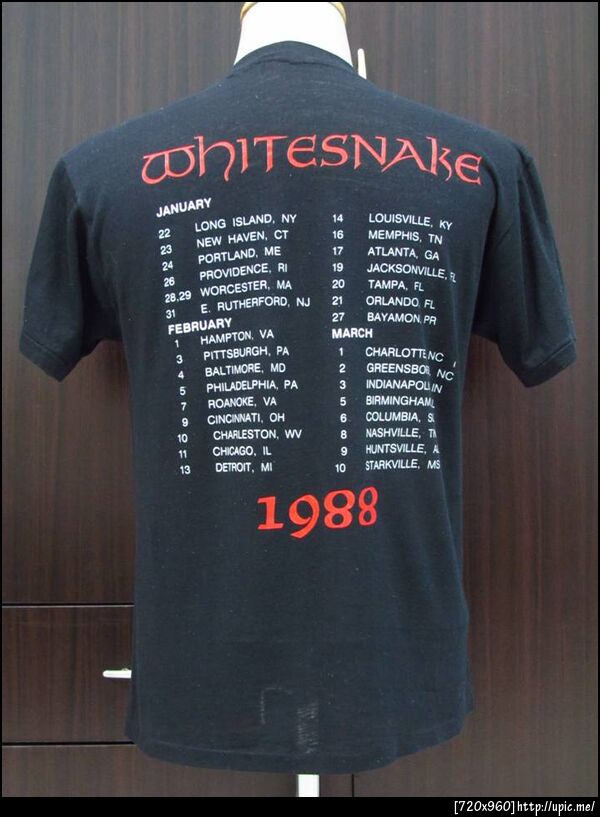 WHITESNAKE
JANUARY
22 LONG ISLAND, NY
23 NEW HAVEN, CT
24 PORTLAND, ME
26 PROVIDENCE, RI
28,29 WORCESTER, MA
31 E. RUTHERFORD, NJ
FEBRUARY
1 HAMPTON, VA
3 PITTSBURGH, PA
4 BALTIMORE, MD
5 PHILADELPHIA, PA
7 ROANOKE, VA
9 CINCINNATI, OH
10 CHARLESTON, WV
11 CHICAGO, IL
13 DETROIT, MI
14 LOUISVILLE, KY
16 MEMPHIS, TN
17 ATLANTA, GA
19 JACKSONVILLE, FL
20 TAMPA, FL
21 ORLANDO, FL
27 BAYAMON, PR
MARCH
1 CHARLOTTE, NC
2 GREENSBORO, NC
3 INDIANAPOLIS, IN
5 BIRMINGHAM,
6 COLUMBIA,
8 NASHVILLE, TN
9 HUNTSVILLE, AL
10 STARKVILLE, MS
1988
[720x960]http://upic.me/